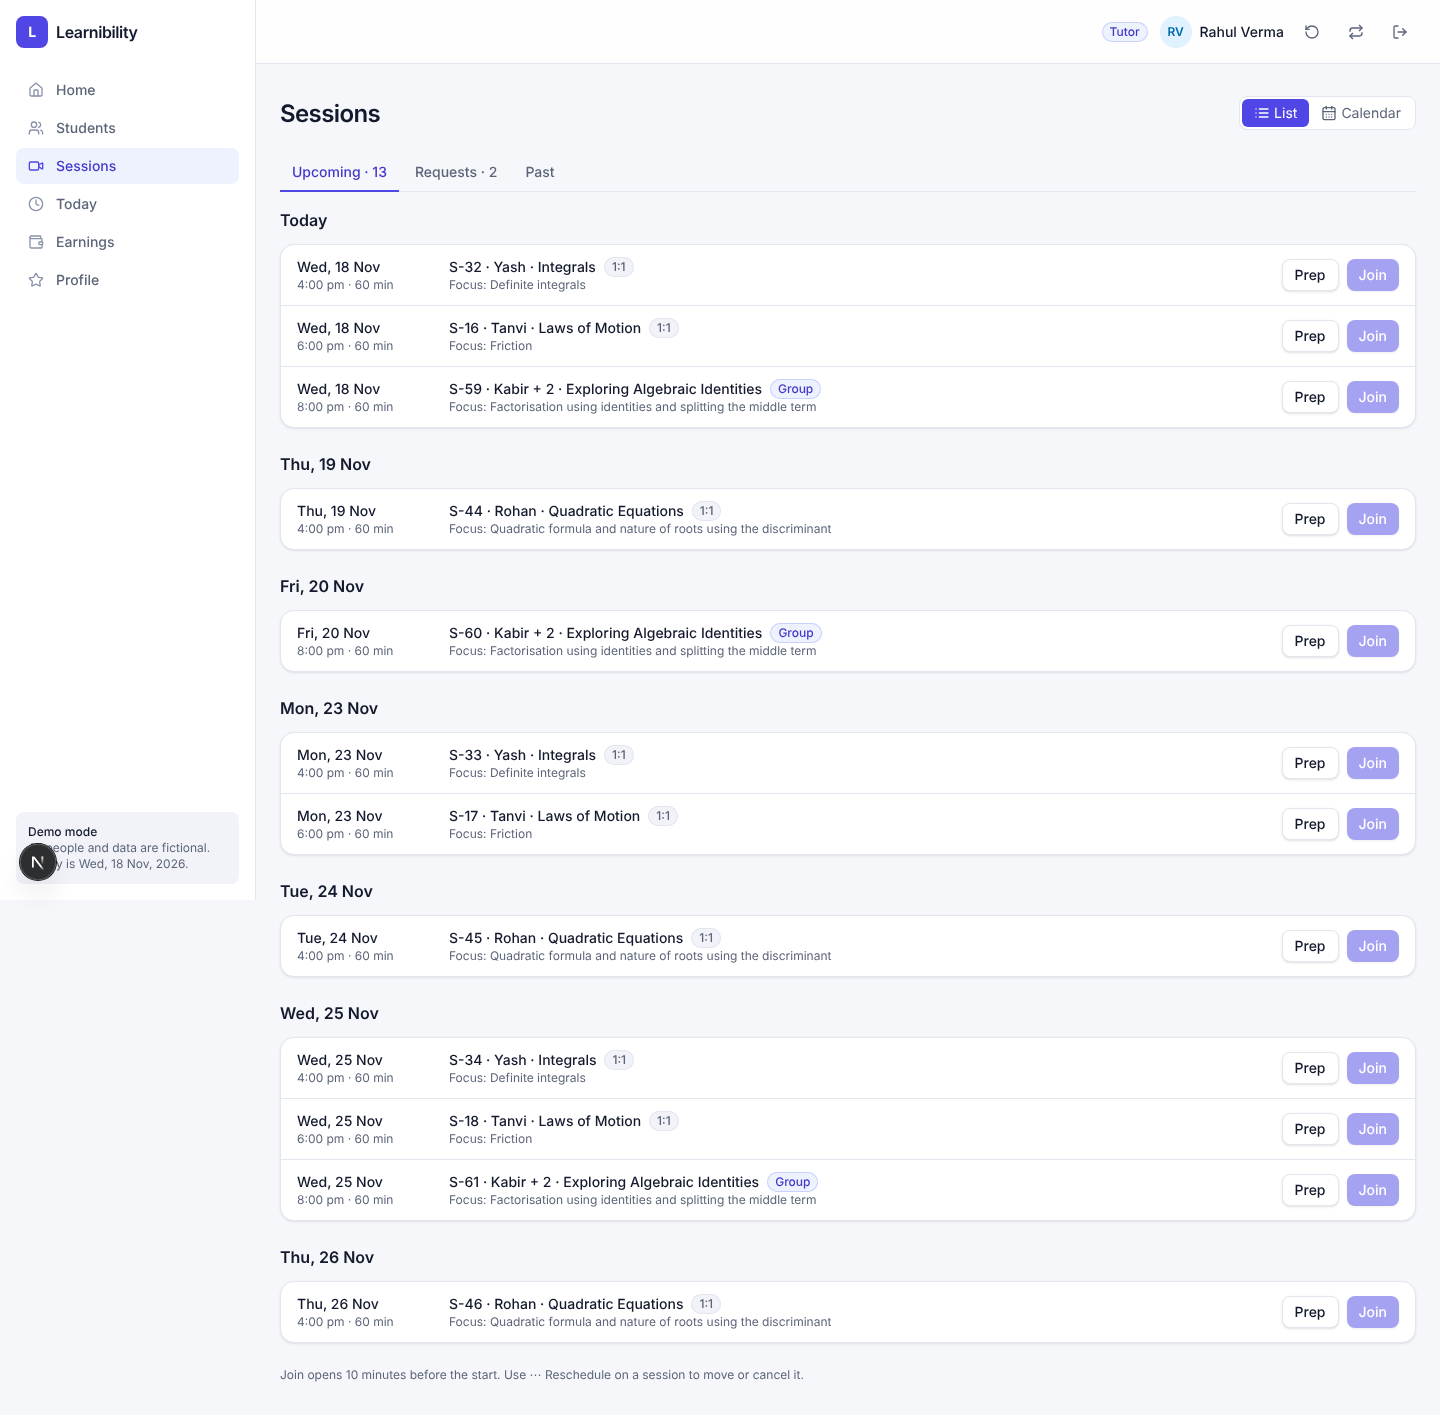 L Learnibility
Tutor RV Rahul Verma
Home
Students
Sessions
Today
Earnings
Profile
Demo mode
people and data are fictional.
is Wed, 18 Nov, 2026.
N
Sessions
List Calendar
Upcoming · 13 Requests · 2 Past
Today
Wed, 18 Nov S-32 · Yash · Integrals 1:1 Prep Join
4:00 pm · 60 min Focus: Definite integrals
Wed, 18 Nov S-16 · Tanvi · Laws of Motion 1:1 Prep Join
6:00 pm · 60 min Focus: Friction
Wed, 18 Nov S-59 · Kabir + 2 · Exploring Algebraic Identities Group Prep Join
8:00 pm · 60 min Focus: Factorisation using identities and splitting the middle term
Thu, 19 Nov
Thu, 19 Nov S-44 · Rohan · Quadratic Equations 1:1 Prep Join
4:00 pm · 60 min Focus: Quadratic formula and nature of roots using the discriminant
Fri, 20 Nov
Fri, 20 Nov S-60 · Kabir + 2 · Exploring Algebraic Identities Group Prep Join
8:00 pm · 60 min Focus: Factorisation using identities and splitting the middle term
Mon, 23 Nov
Mon, 23 Nov S-33 · Yash · Integrals 1:1 Prep Join
4:00 pm · 60 min Focus: Definite integrals
Mon, 23 Nov S-17 · Tanvi · Laws of Motion 1:1 Prep Join
6:00 pm · 60 min Focus: Friction
Tue, 24 Nov
Tue, 24 Nov S-45 · Rohan · Quadratic Equations 1:1 Prep Join
4:00 pm · 60 min Focus: Quadratic formula and nature of roots using the discriminant
Wed, 25 Nov
Wed, 25 Nov S-34 · Yash · Integrals 1:1 Prep Join
4:00 pm · 60 min Focus: Definite integrals
Wed, 25 Nov S-18 · Tanvi · Laws of Motion 1:1 Prep Join
6:00 pm · 60 min Focus: Friction
Wed, 25 Nov S-61 · Kabir + 2 · Exploring Algebraic Identities Group Prep Join
8:00 pm · 60 min Focus: Factorisation using identities and splitting the middle term
Thu, 26 Nov
Thu, 26 Nov S-46 · Rohan · Quadratic Equations 1:1 Prep Join
4:00 pm · 60 min Focus: Quadratic formula and nature of roots using the discriminant
Join opens 10 minutes before the start. Use ··· Reschedule on a session to move or cancel it.